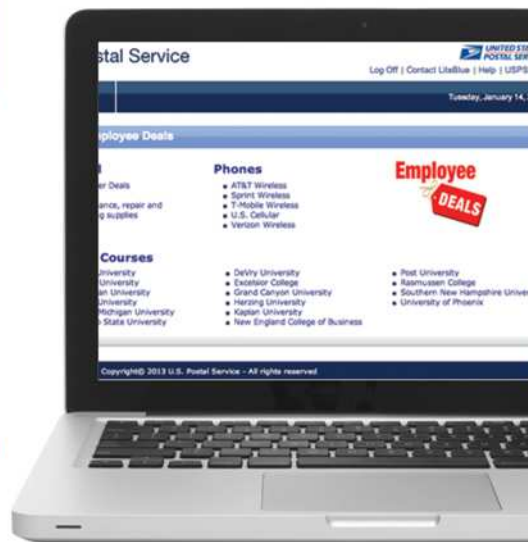 stal Service
UNITED STA
POSTAL SER
Log Off | Contact LiteBlue | Help | USPS
Tuesday, January 14,
ployee Deals
Phones
er Deals
ance, repair and
g supplies
• AT&T Wireless
• Sprint Wireless
• T-Mobile Wireless
• U.S. Cellular
• Verizon Wireless
Employee
DEALS
Courses
University
University
an University
University
Michigan University
State University
• DeVry University
• Excelsior College
• Grand Canyon University
• Herzing University
• Kaplan University
• New England College of Business
• Post University
• Rasmussen College
• Southern New Hampshire Univer
• University of Phoenix
Copyright© 2013 U.S. Postal Service - All rights reserved